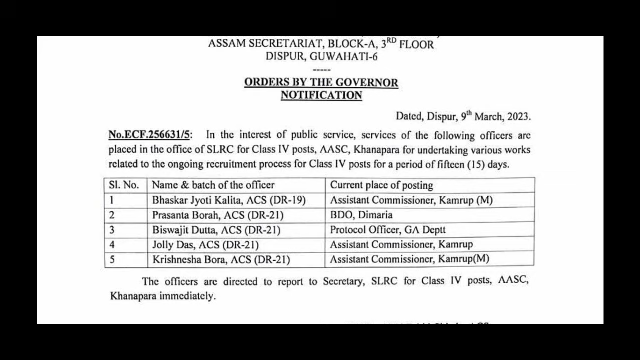 ASSAM SECRETARIAT, BLOCK-A, 3RD FLOOR
DISPUR, GUWAHATI-6
-----
ORDERS BY THE GOVERNOR
NOTIFICATION
Dated, Dispur, 9th March, 2023.
No.ECF.256631/5: In the interest of public service, services of the following officers are
placed in the office of SLRC for Class IV posts, AASC, Khanapara for undertaking various works
related to the ongoing recruitment process for Class IV posts for a period of fifteen (15) days.
Sl. No. Name & batch of the officer Current place of posting
1 Bhaskar Jyoti Kalita, ACS (DR-19) Assistant Commissioner, Kamrup (M)
2 Prasanta Borah, ACS (DR-21) BDO, Dimaria
3 Biswajit Dutta, ACS (DR-21) Protocol Officer, GA Deptt
4 Jolly Das, ACS (DR-21) Assistant Commissioner, Kamrup
5 Krishnesha Bora, ACS (DR-21) Assistant Commissioner, Kamrup(M)
The officers are directed to report to Secretary, SLRC for Class IV posts, AASC,
Khanapara immediately.